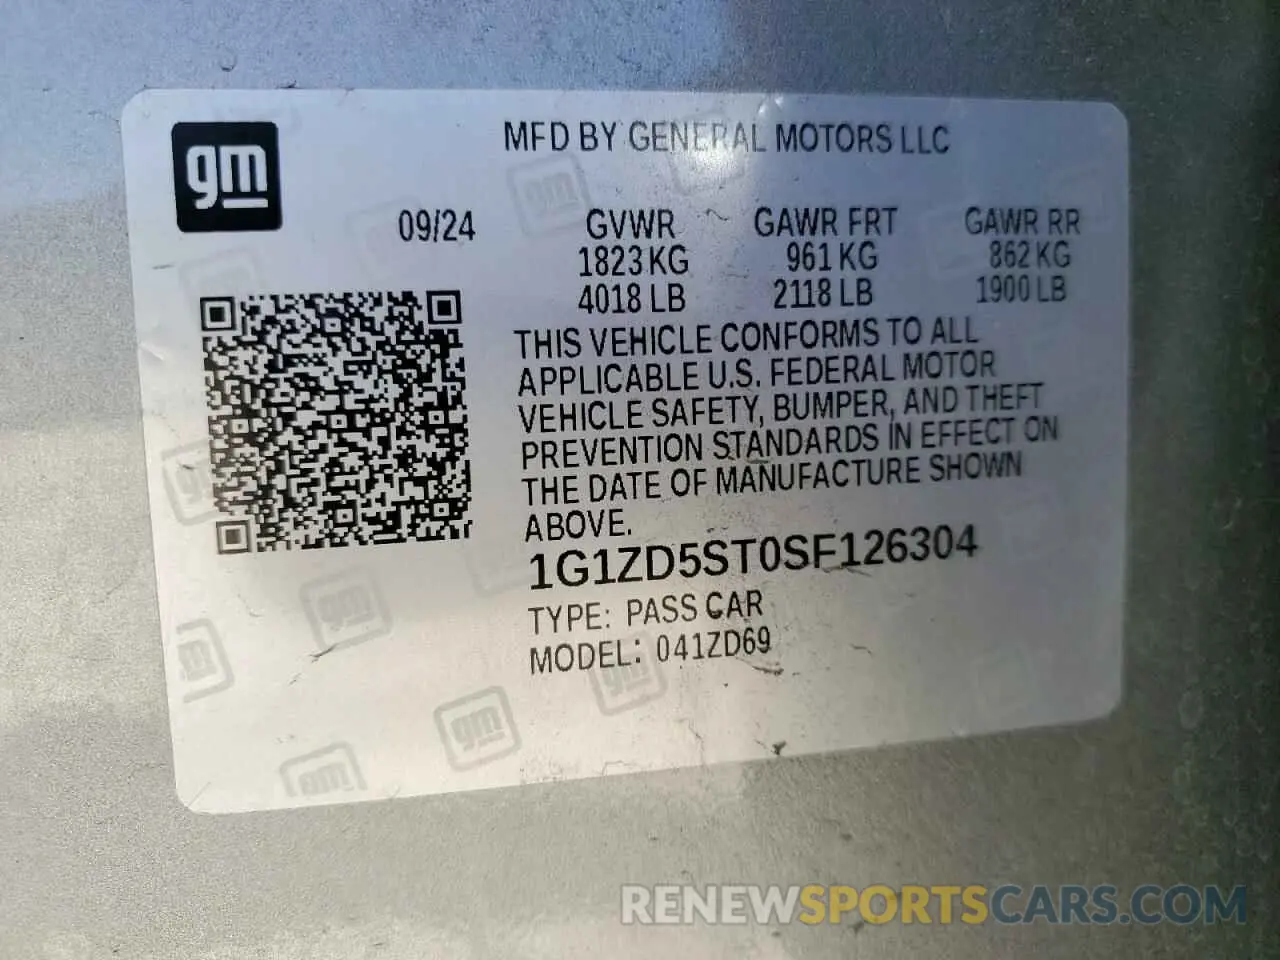 gm
MFD BY GENERAL MOTORS LLC
09/24 GVWR GAWR FRT GAWR RR
1823 KG 961 KG 862 KG
4018 LB 2118 LB 1900 LB
THIS VEHICLE CONFORMS TO ALL
APPLICABLE U.S. FEDERAL MOTOR
VEHICLE SAFETY, BUMPER, AND THEFT
PREVENTION STANDARDS IN EFFECT ON
THE DATE OF MANUFACTURE SHOWN
ABOVE.
1G1ZD5ST0SF126304
TYPE: PASS CAR
MODEL: 041ZD69
RENEWSPORTSCARS.COM